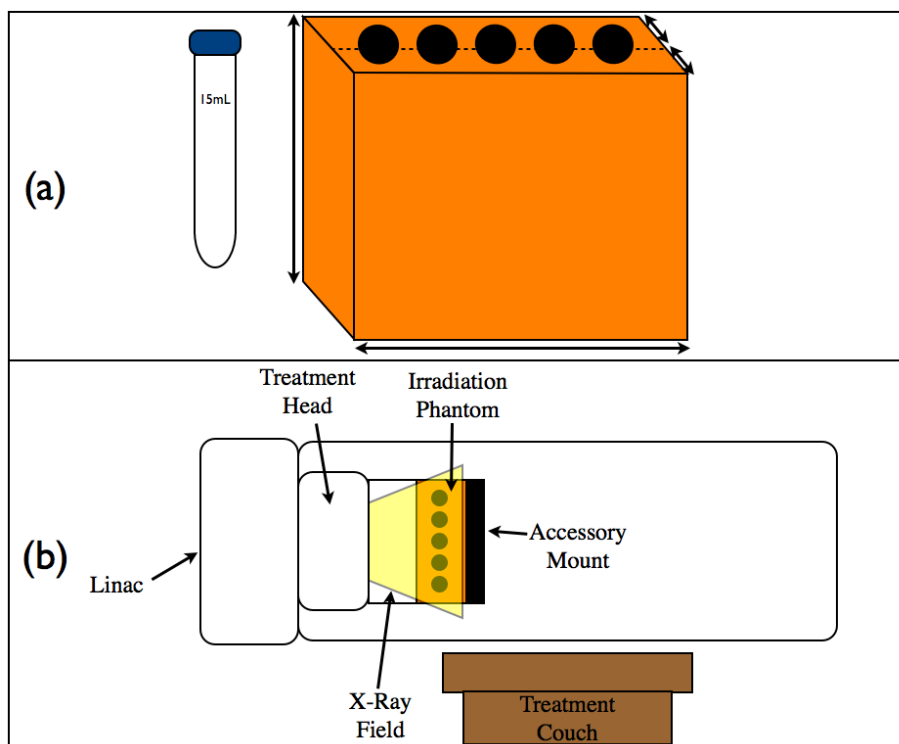 15mL
(a)
Treatment
Head
Irradiation
Phantom
Accessory
Mount
(b)
Linac
X-Ray
Field
Treatment
Couch